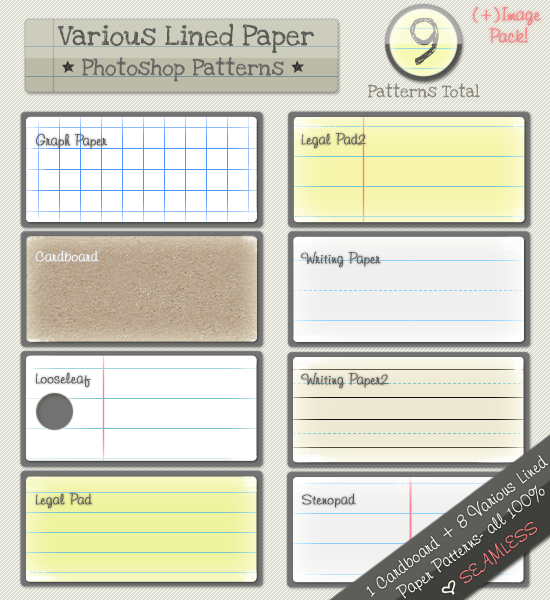 Various Lined Paper
★ Photoshop Patterns ★
9
Patterns Total
(+)Image
Pack!
Graph Paper
Legal Pad2
Cardboard
Writing Paper
Looseleaf
Writing Paper2
Legal Pad
Stenopad
1 Cardboard + 8 Various Lined
Paper Patterns- all 100%
♥ SEAMLESS